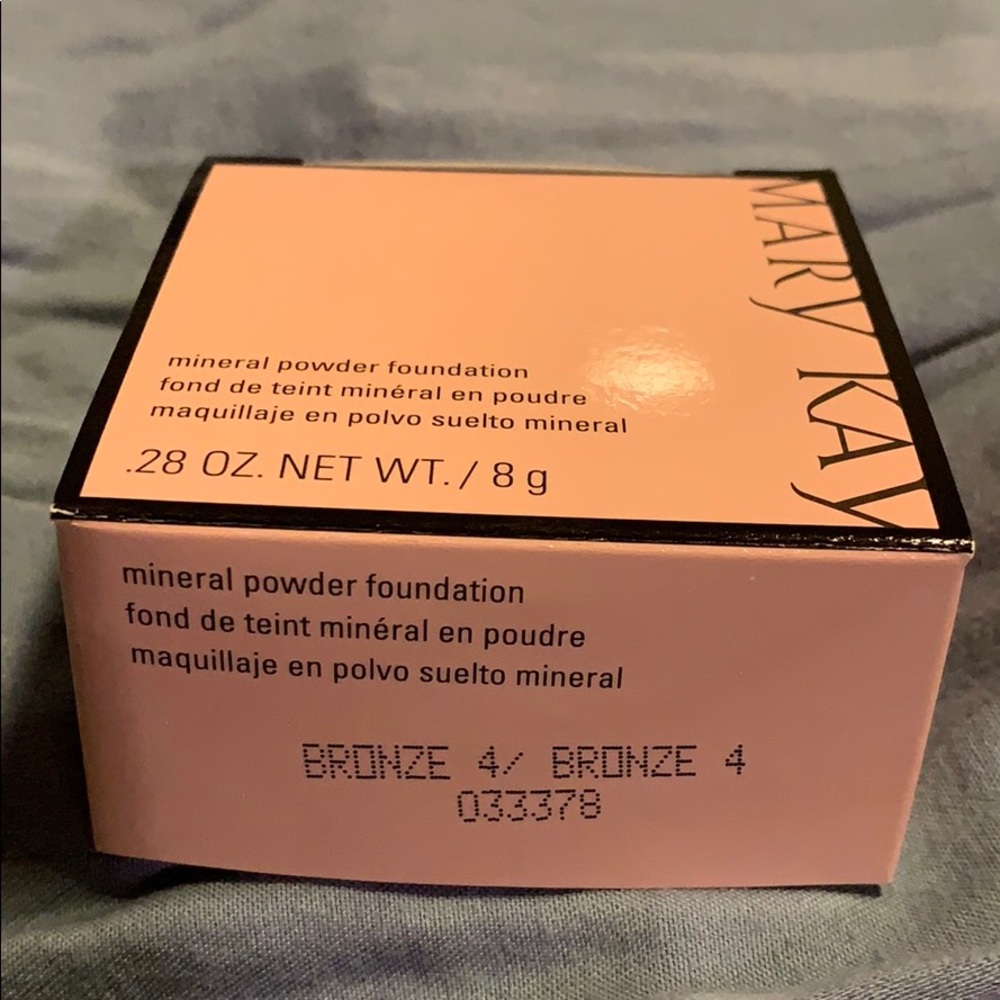 MARY KAY
mineral powder foundation
fond de teint minéral en poudre
maquillaje en polvo suelto mineral
.28 OZ. NET WT. / 8 g
mineral powder foundation
fond de teint minéral en poudre
maquillaje en polvo suelto mineral
BRONZE 4/ BRONZE 4
033378